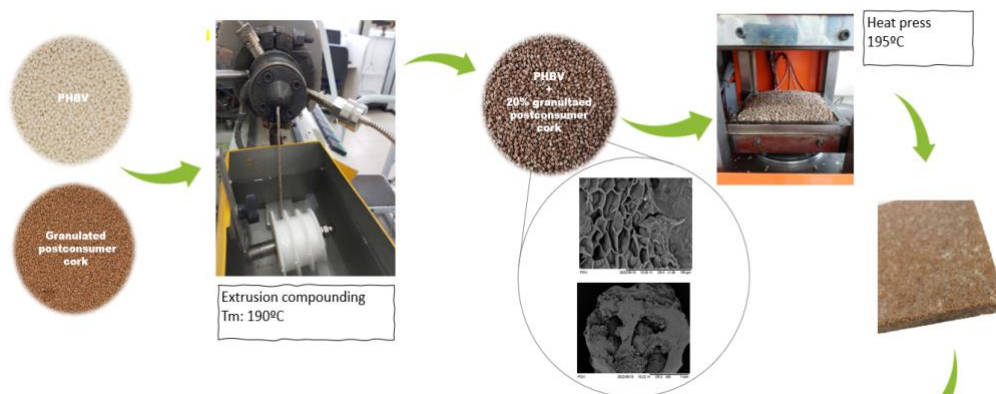 PHBV
Granulated
postconsumer
cork
Extrusion compounding
Tm: 190ºC
PHBV
+
20% granultaed
postconsumer
cork
Heat press
195ºC